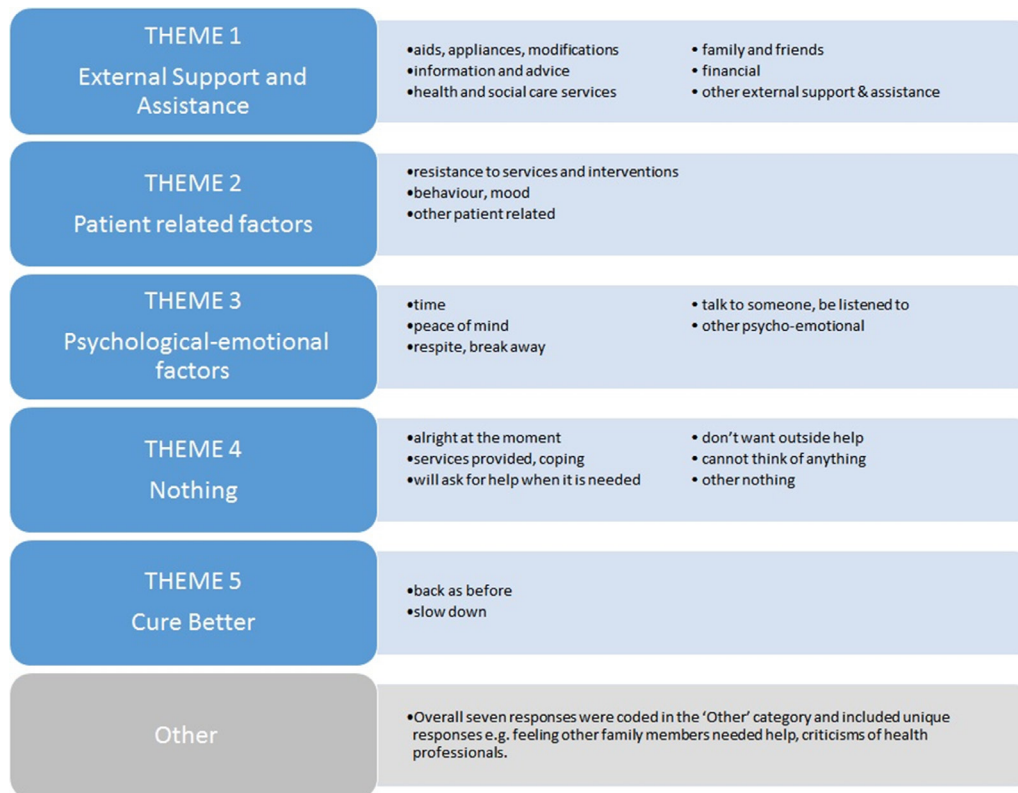 THEME 1
External Support and
Assistance
•aids, appliances, modifications
•information and advice
•health and social care services
• family and friends
• financial
• other external support & assistance
THEME 2
Patient related factors
•resistance to services and interventions
•behaviour, mood
•other patient related
THEME 3
Psychological-emotional
factors
•time
•peace of mind
•respite, break away
• talk to someone, be listened to
• other psycho-emotional
THEME 4
Nothing
•alright at the moment
•services provided, coping
•will ask for help when it is needed
• don't want outside help
• cannot think of anything
• other nothing
THEME 5
Cure Better
•back as before
•slow down
Other
•Overall seven responses were coded in the 'Other' category and included unique
responses e.g. feeling other family members needed help, criticisms of health
professionals.